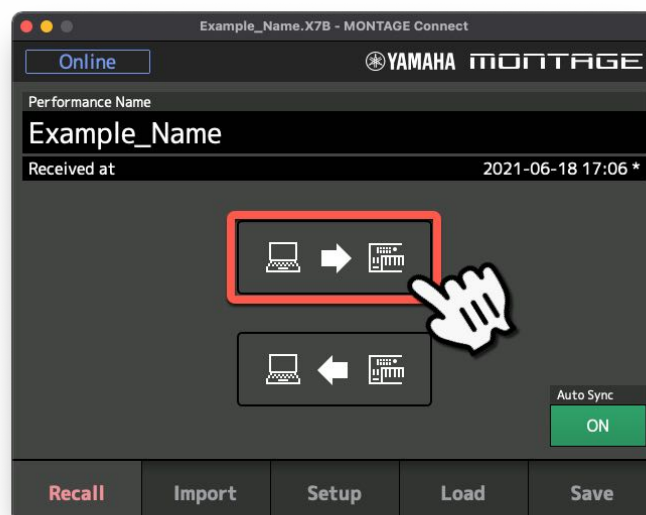 Example_Name.X7B - MONTAGE Connect
Online
YAMAHA MONTAGE
Performance Name
Example_Name
Received at 2021-06-18 17:06 *
Auto Sync
ON
Recall Import Setup Load Save